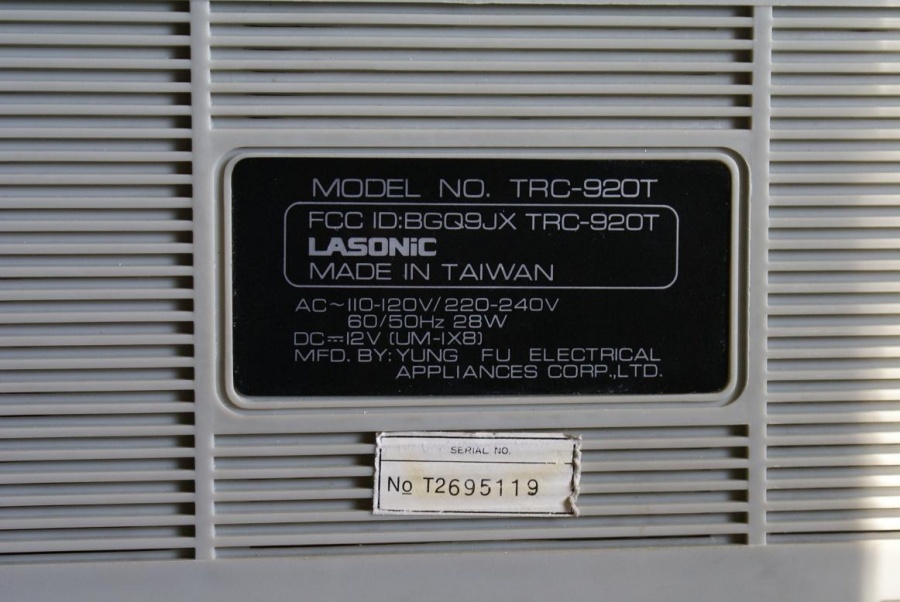 MODEL NO. TRC-920T
FCC ID:BGQ9JX TRC-920T
LASONiC
MADE IN TAIWAN
AC~110-120V/220-240V
60/50Hz 28W
DC⎓12V (UM-1X8)
MFD. BY: YUNG FU ELECTRICAL
APPLIANCES CORP.,LTD.
SERIAL NO.
No T2695119